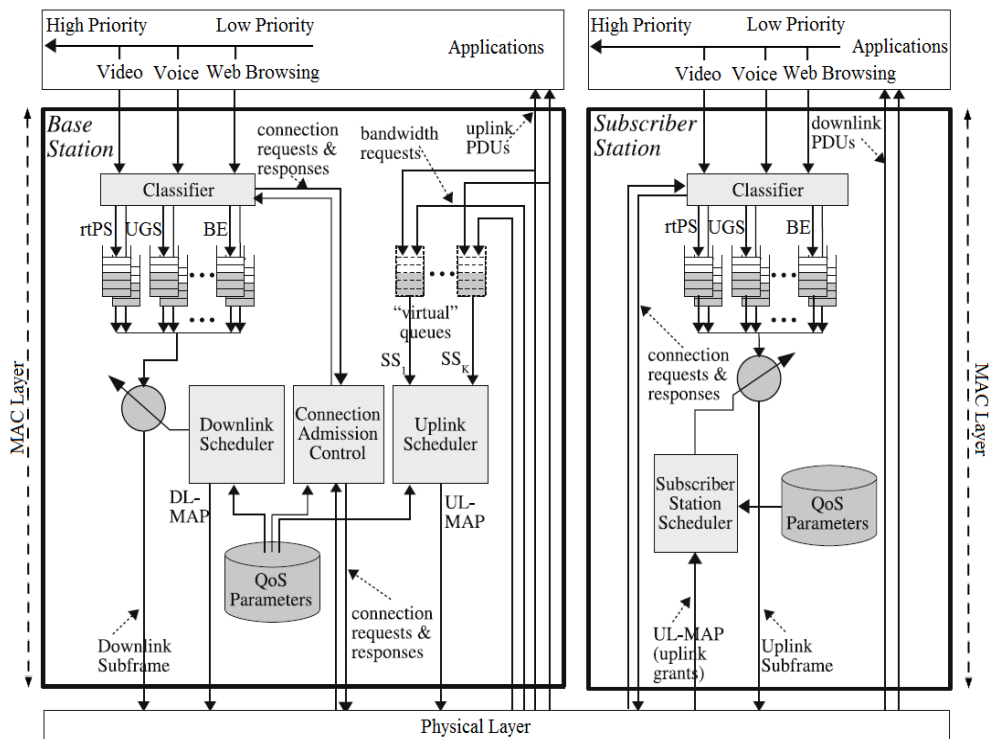 High Priority
Low Priority
Applications
Video
Voice
Web Browsing
High Priority
Low Priority
Applications
Video
Voice
Web Browsing
MAC Layer
Base
Station
connection
requests &
responses
bandwidth
requests
uplink
PDUs
Classifier
rtPS
UGS
BE
"virtual"
queues
SS1
SSK
Downlink
Scheduler
Connection
Admission
Control
Uplink
Scheduler
DL-
MAP
UL-
MAP
QoS
Parameters
connection
requests &
responses
Downlink
Subframe
Subscriber
Station
downlink
PDUs
Classifier
rtPS
UGS
BE
connection
requests &
responses
Subscriber
Station
Scheduler
QoS
Parameters
UL-MAP
(uplink
grants)
Uplink
Subframe
MAC Layer
Physical Layer